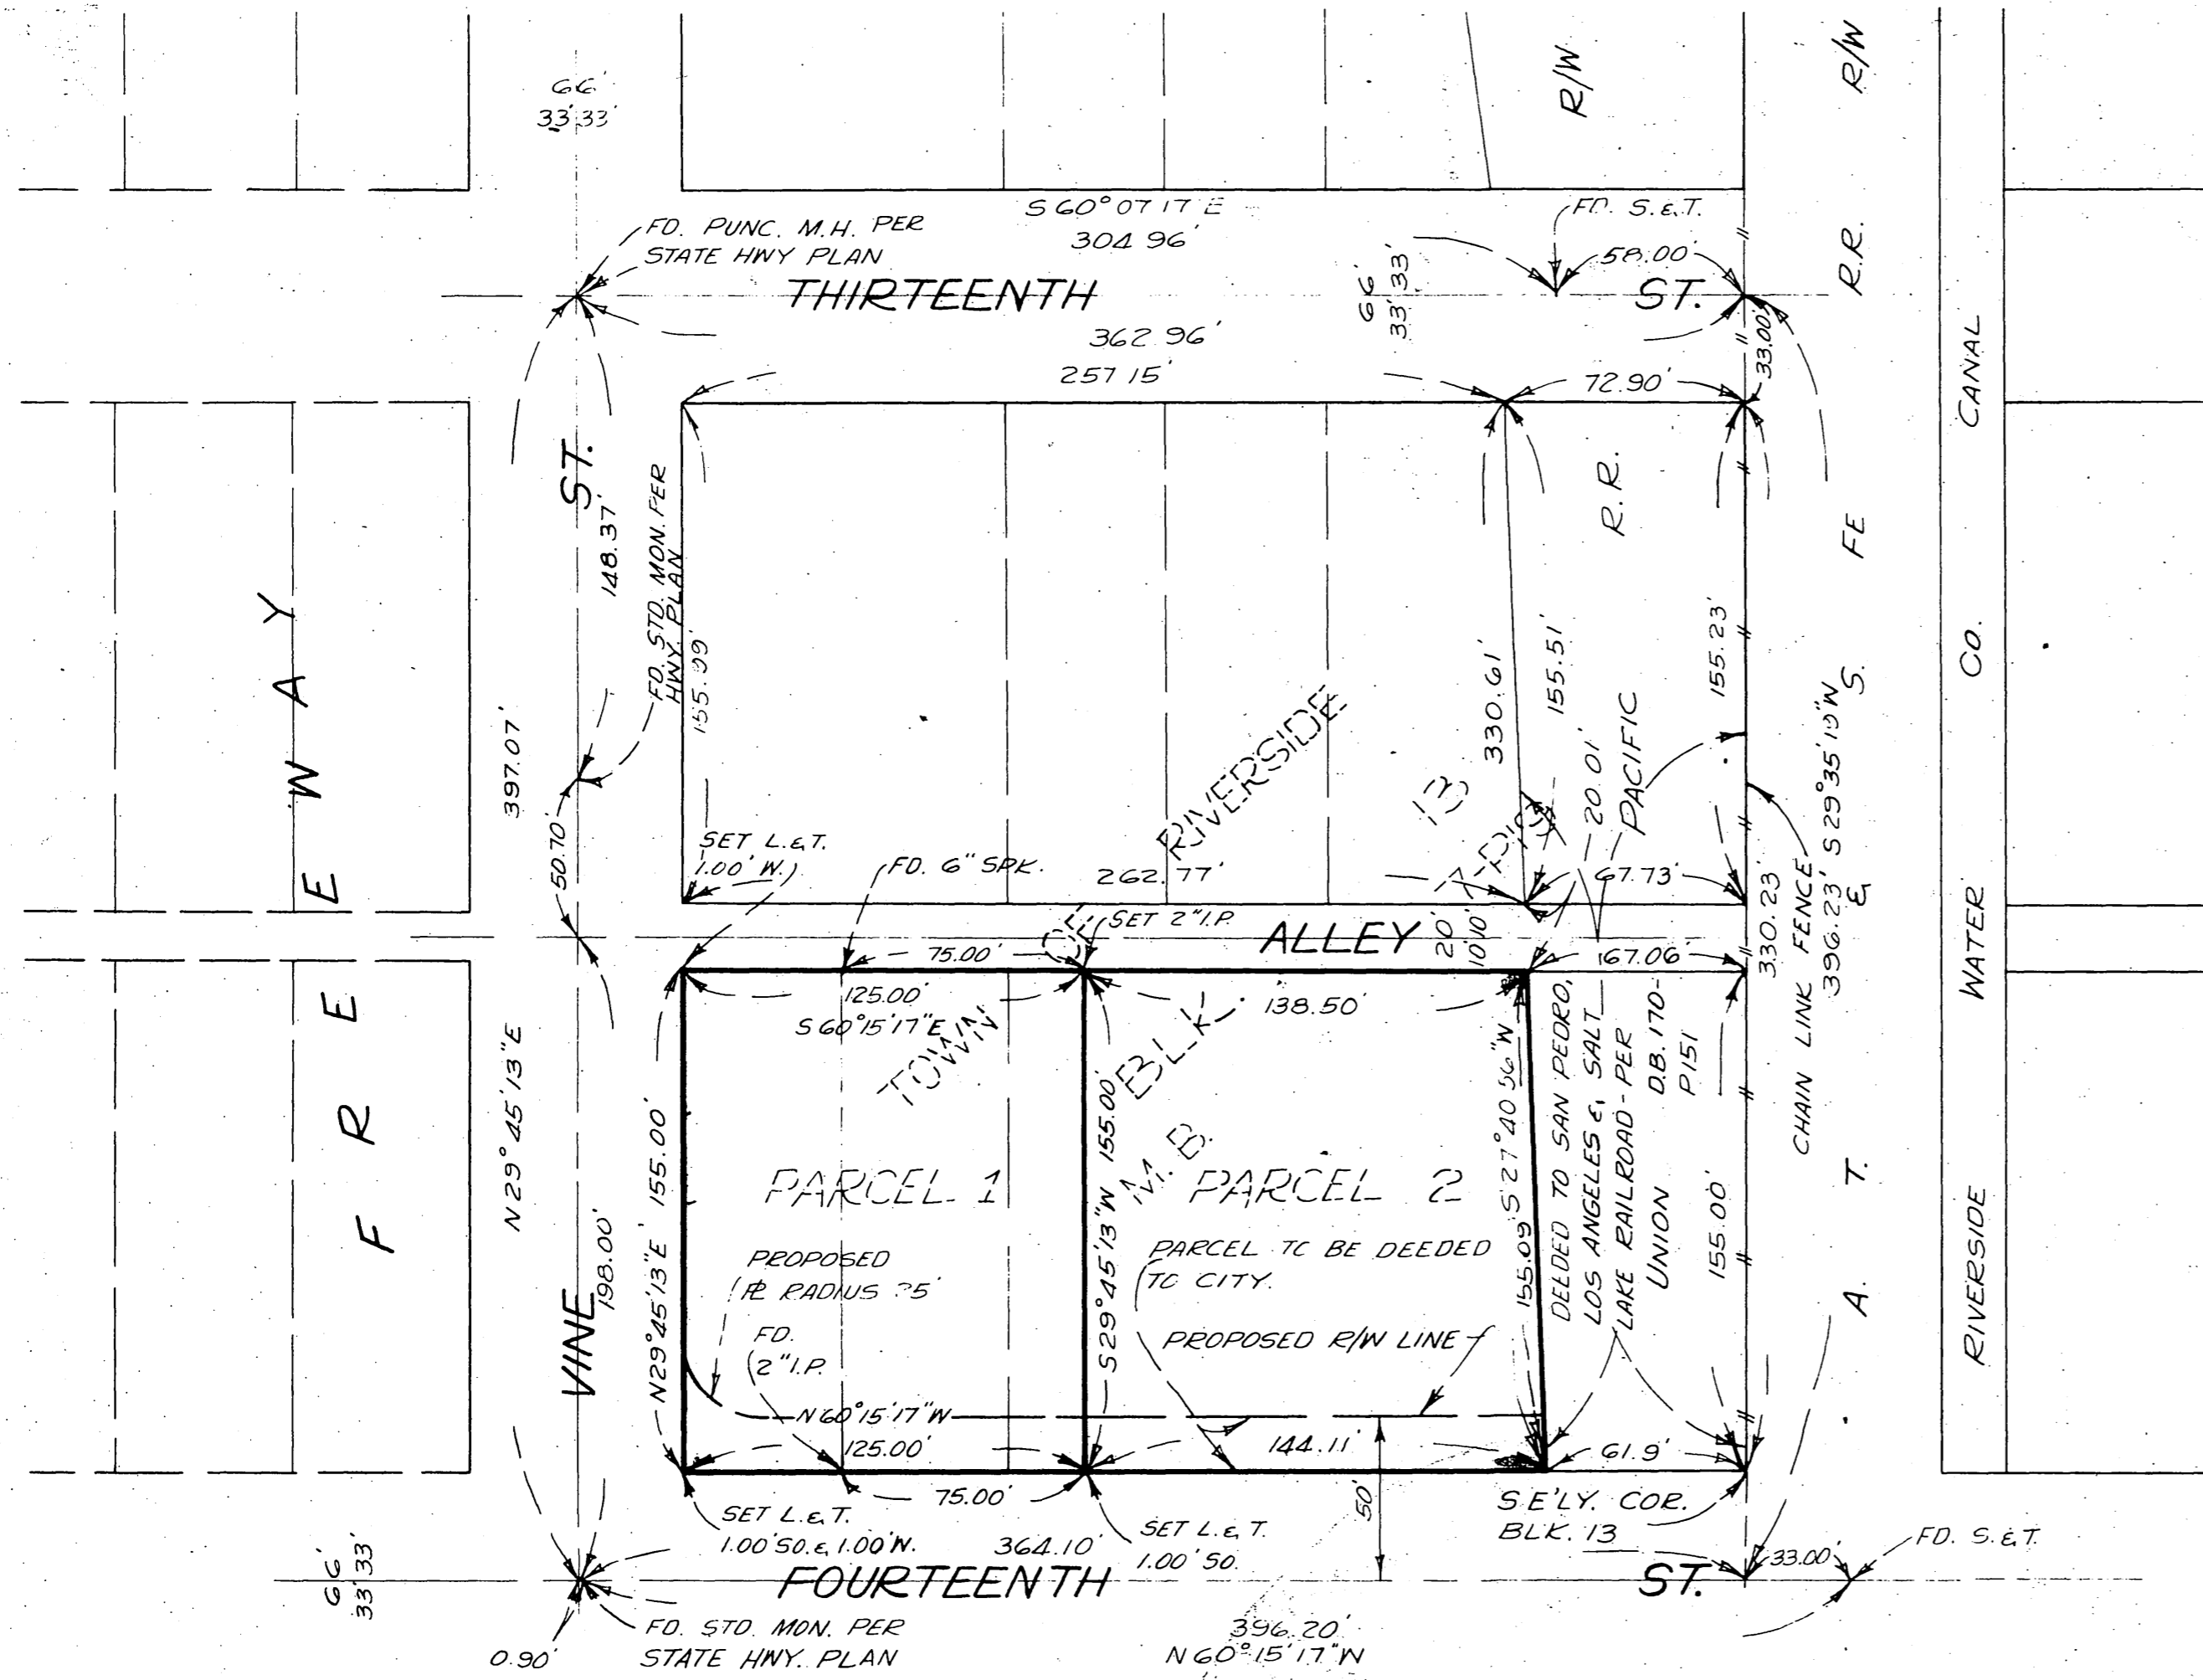 66'
33' 33'
R/W
R/W
S 60° 07' 17" E
304.96'
FD. S.&T.
FD. PUNC. M.H. PER
STATE HWY PLAN
58.00'
R.R.
THIRTEENTH
ST.
66'
33' 33'
33.00'
362.96'
257.15'
72.90'
CANAL
ST.
148.37'
FD. STD. MON. PER
HWY. PLAN
155.99'
R.R.
FE
155.23'
155.51'
330.61'
S.
CO.
PACIFIC
20.01'
397.07'
FREEWAY
RIVERSIDE
13
50.70'
SET L.&T.
1.00' W.
FD. 6" SPK.
262.77'
67.73'
330.23'
396.23' S 29° 35' 19" W
&
CHAIN LINK FENCE
WATER
OF
SET 2" I.P.
ALLEY
20'
10' 10'
75.00'
167.06'
125.00'
S 60° 15' 17" E
138.50'
TOWN
BLK.
M.B.
N 29° 45' 13" E
198.00'
N 29° 45' 13" E 155.00'
S 29° 45' 13" W 155.00'
155.09' S 27° 40' 56" W
DEEDED TO SAN PEDRO,
LOS ANGELES & SALT
LAKE RAILROAD - PER
UNION D.B. 170-
P151
155.00'
PARCEL 1
PARCEL 2
A. T.
RIVERSIDE
PROPOSED
PL RADIUS 25'
PARCEL TO BE DEEDED
TO CITY.
FD.
2" I.P.
PROPOSED R/W LINE
VINE
N 60° 15' 17" W
125.00'
144.11'
61.9'
75.00'
50'
SET L.&T.
1.00' SO. & 1.00' W.
364.10'
SET L.&T.
1.00' SO.
S.E'LY. COR.
BLK. 13
66'
33' 33'
FOURTEENTH
ST.
33.00'
FD. S.&T.
0.90'
FD. STD. MON. PER
STATE HWY. PLAN
396.20'
N 60° 15' 17" W